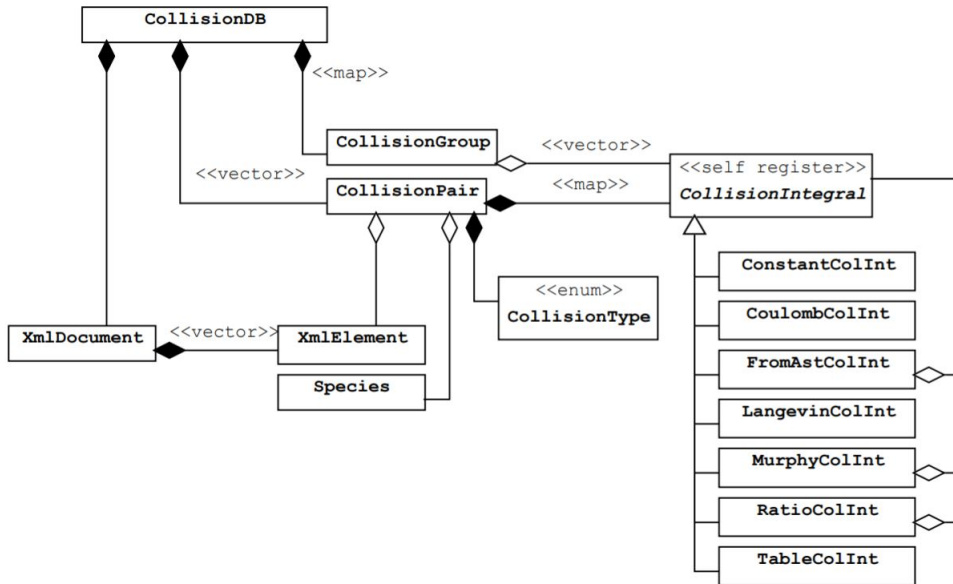 CollisionDB
<<map>>
CollisionGroup
<<vector>>
<<vector>>
CollisionPair
<<map>>
<<self register>>
CollisionIntegral
ConstantColInt
<<enum>>
CollisionType
CoulombColInt
XmlDocument
<<vector>>
XmlElement
FromAstColInt
Species
LangevinColInt
MurphyColInt
RatioColInt
TableColInt